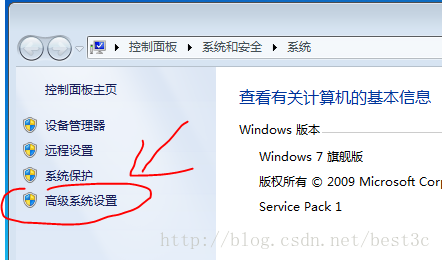 控制面板 ▸ 系统和安全 ▸ 系统
控制面板主页
设备管理器
远程设置
系统保护
高级系统设置
查看有关计算机的基本信息
Windows 版本
Windows 7 旗舰版
版权所有 © 2009 Microsoft Corp
Service Pack 1
http://blog.csdn.net/best3c